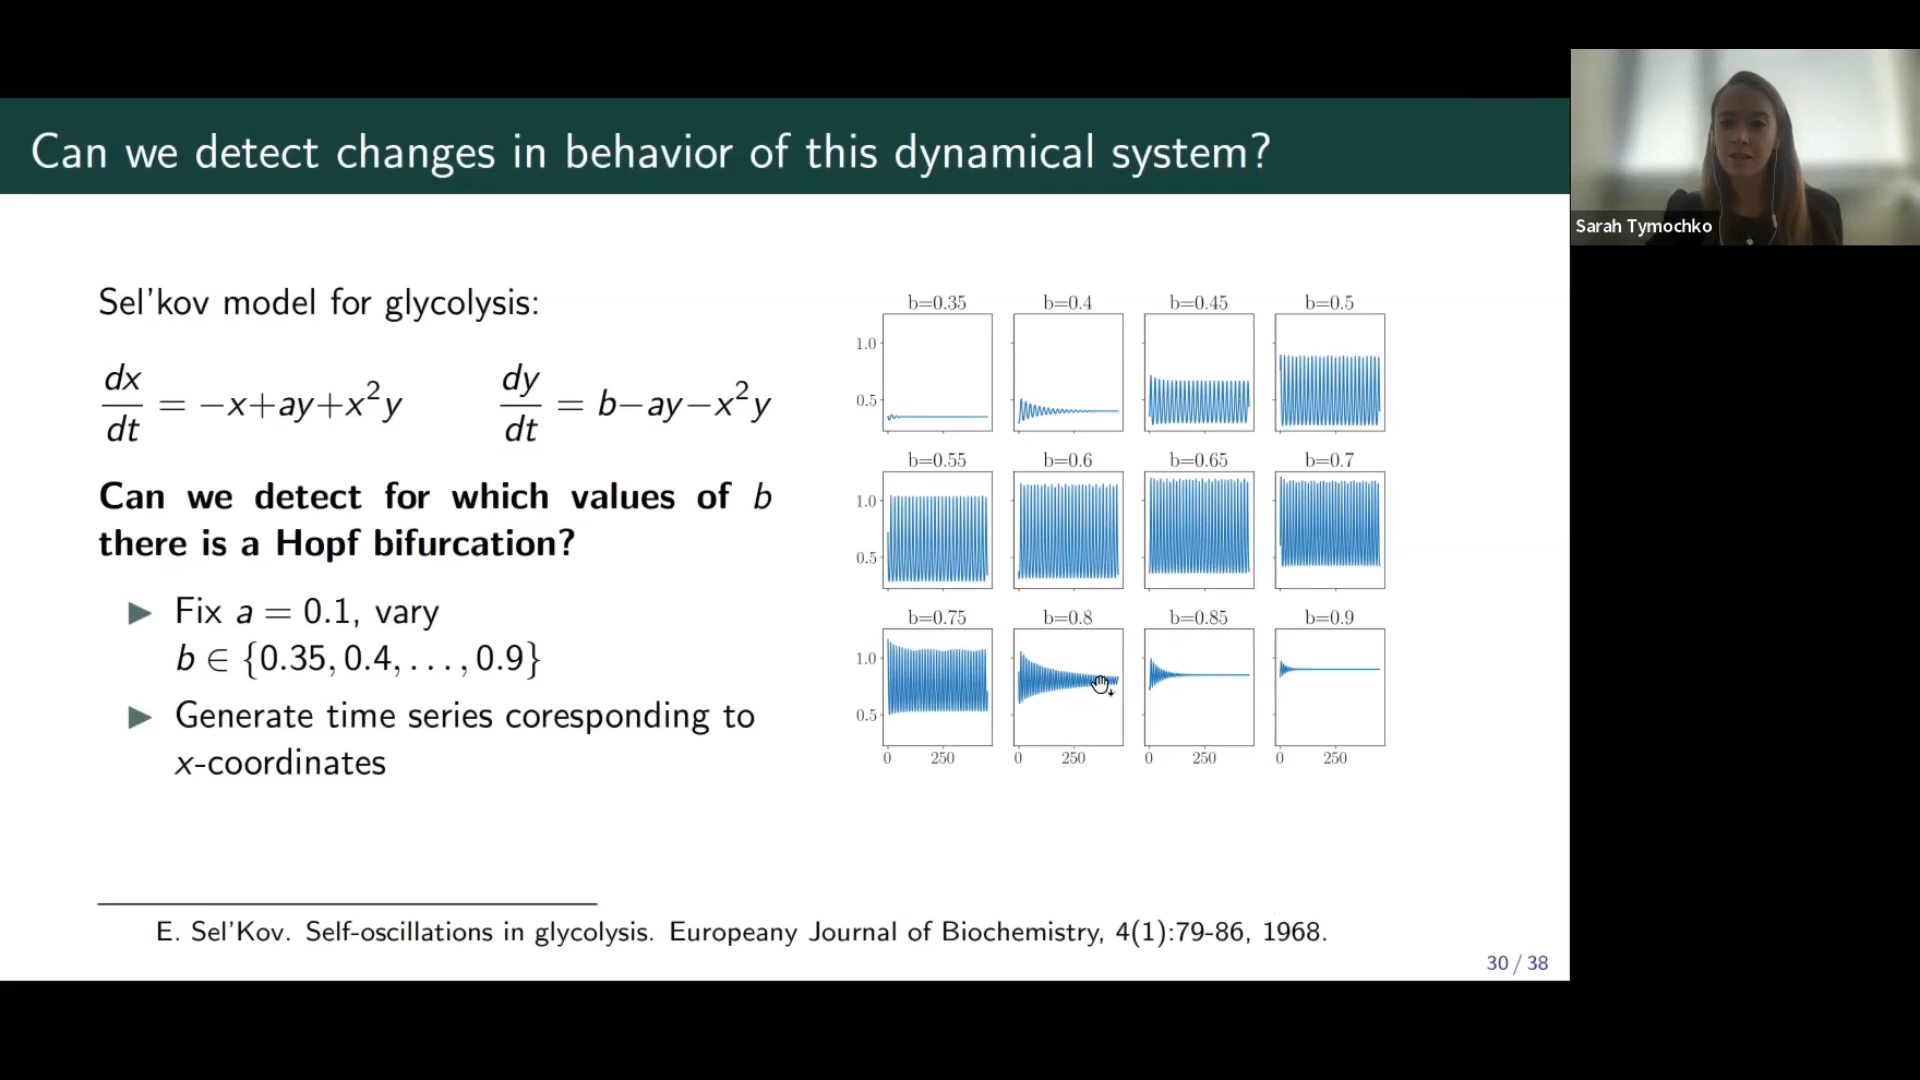 Can we detect changes in behavior of this dynamical system?
Sarah Tymochko
Sel'kov model for glycolysis:
dx/dt = −x+ay+x²y    dy/dt = b−ay−x²y
Can we detect for which values of b
there is a Hopf bifurcation?
▶ Fix a = 0.1, vary
b ∈ {0.35, 0.4, . . . , 0.9}
▶ Generate time series coresponding to
x-coordinates
b=0.35 b=0.4 b=0.45 b=0.5
1.0
0.5
b=0.55 b=0.6 b=0.65 b=0.7
1.0
0.5
b=0.75 b=0.8 b=0.85 b=0.9
1.0
0.5
0 250 0 250 0 250 0 250
E. Sel'Kov. Self-oscillations in glycolysis. Europeany Journal of Biochemistry, 4(1):79-86, 1968.
30 / 38